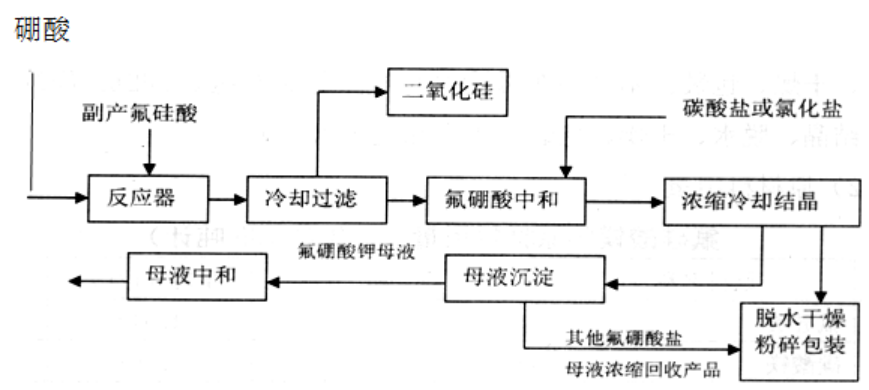 硼酸
二氧化硅
副产氟硅酸
碳酸盐或氯化盐
反应器
冷却过滤
氟硼酸中和
浓缩冷却结晶
氟硼酸钾母液
母液中和
母液沉淀
脱水干燥
粉碎包装
其他氟硼酸盐
母液浓缩回收产品